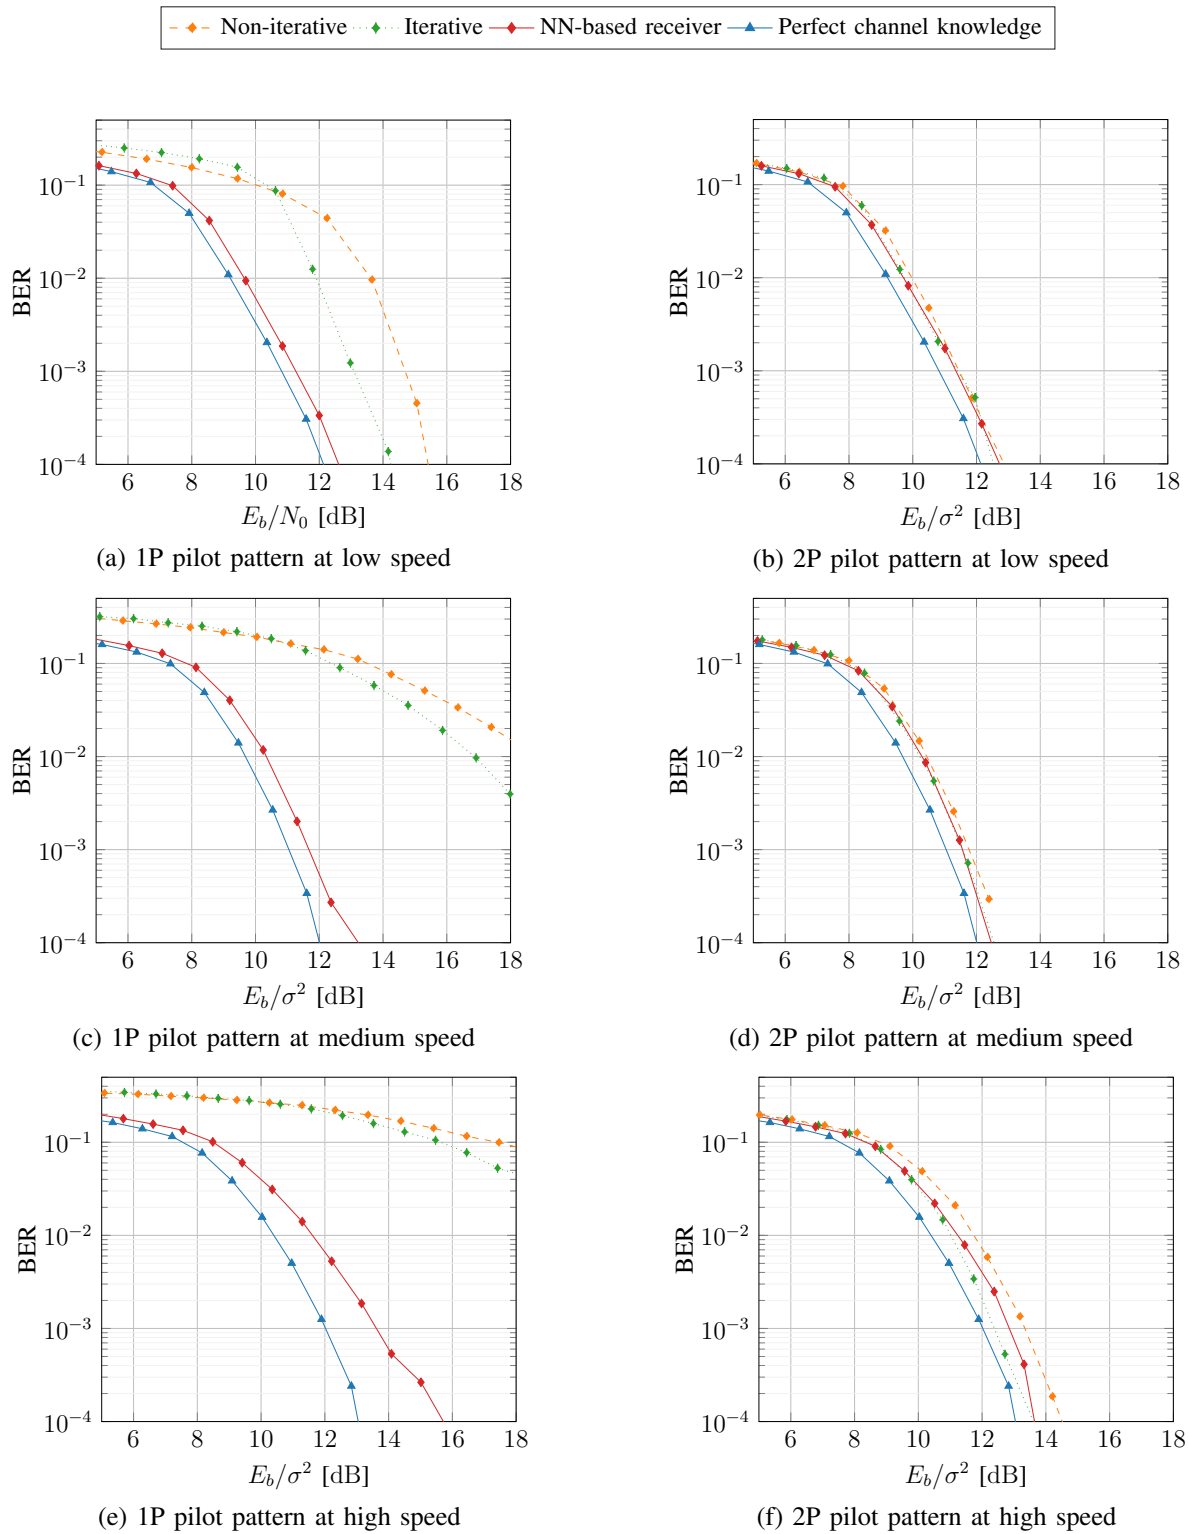 Non-iterative Iterative NN-based receiver Perfect channel knowledge
10⁻¹
10⁻²
10⁻³
10⁻⁴
BER
6 8 10 12 14 16 18
E_b/N_0 [dB]
(a) 1P pilot pattern at low speed
10⁻¹
10⁻²
10⁻³
10⁻⁴
BER
6 8 10 12 14 16 18
E_b/σ² [dB]
(b) 2P pilot pattern at low speed
10⁻¹
10⁻²
10⁻³
10⁻⁴
BER
6 8 10 12 14 16 18
E_b/σ² [dB]
(c) 1P pilot pattern at medium speed
10⁻¹
10⁻²
10⁻³
10⁻⁴
BER
6 8 10 12 14 16 18
E_b/σ² [dB]
(d) 2P pilot pattern at medium speed
10⁻¹
10⁻²
10⁻³
10⁻⁴
BER
6 8 10 12 14 16 18
E_b/σ² [dB]
(e) 1P pilot pattern at high speed
10⁻¹
10⁻²
10⁻³
10⁻⁴
BER
6 8 10 12 14 16 18
E_b/σ² [dB]
(f) 2P pilot pattern at high speed